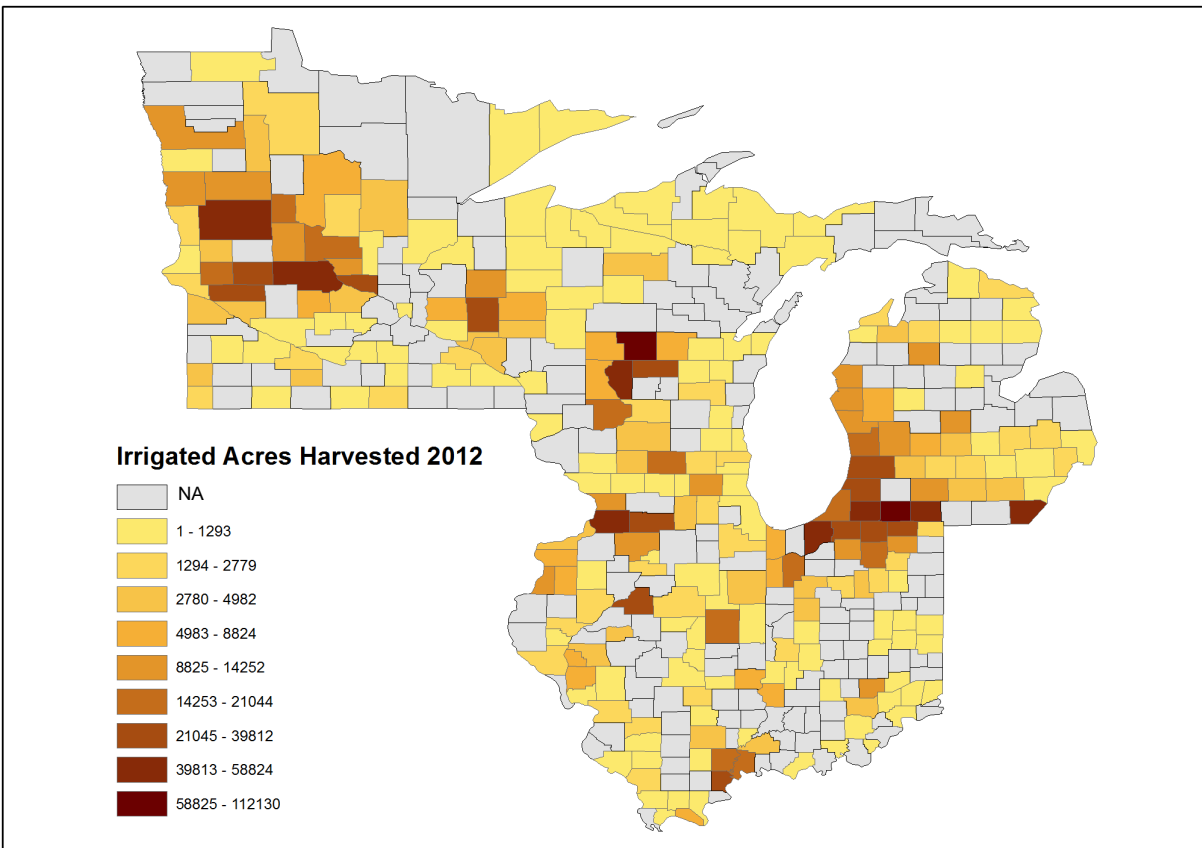 Irrigated Acres Harvested 2012
NA
1 - 1293
1294 - 2779
2780 - 4982
4983 - 8824
8825 - 14252
14253 - 21044
21045 - 39812
39813 - 58824
58825 - 112130